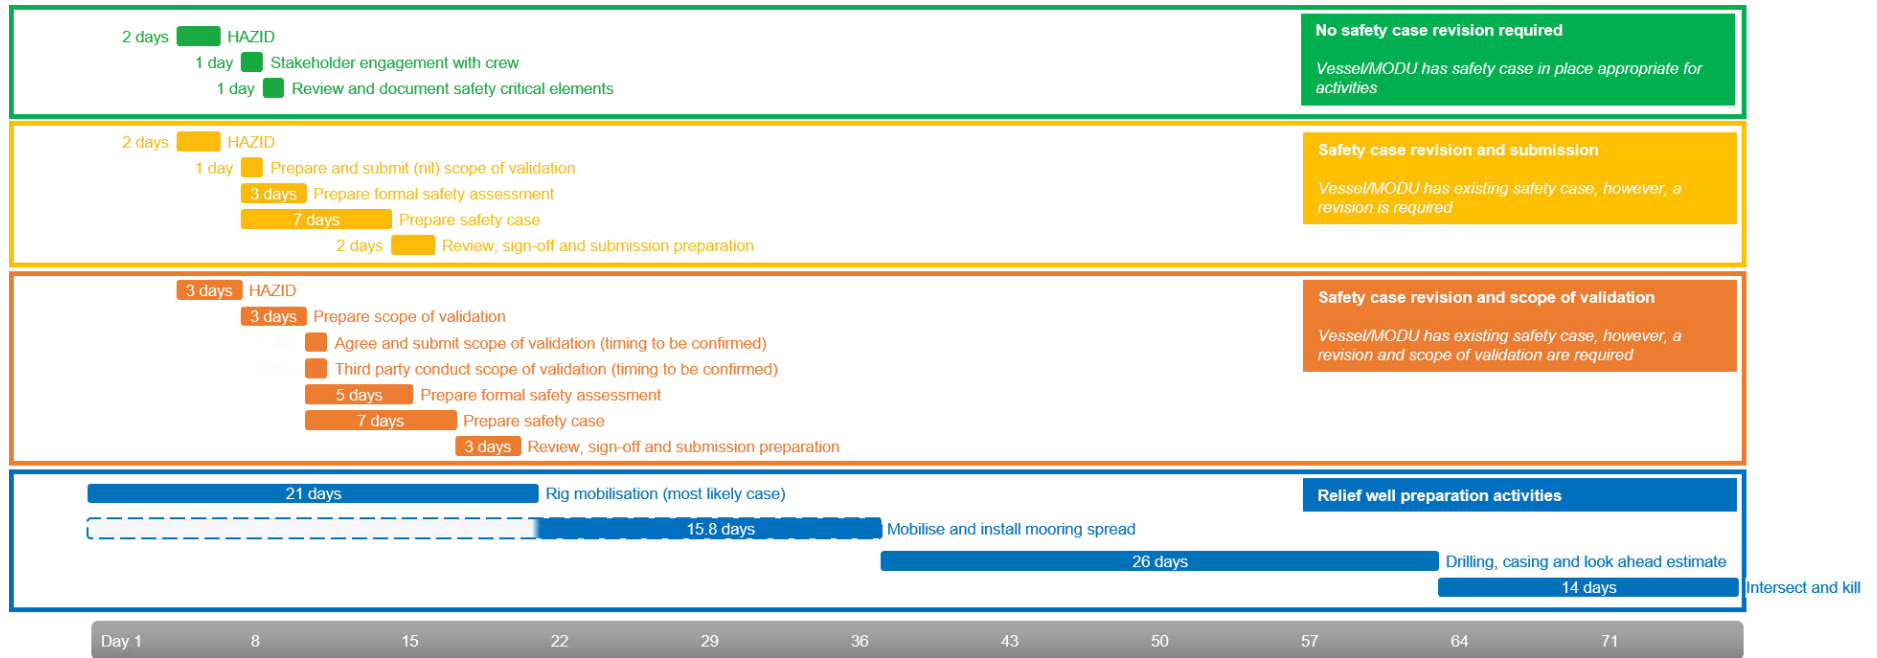 2 days HAZID
1 day Stakeholder engagement with crew
1 day Review and document safety critical elements
No safety case revision required
Vessel/MODU has safety case in place appropriate for
activities
2 days HAZID
1 day Prepare and submit (nil) scope of validation
3 days Prepare formal safety assessment
7 days Prepare safety case
2 days Review, sign-off and submission preparation
Safety case revision and submission
Vessel/MODU has existing safety case, however, a
revision is required
3 days HAZID
3 days Prepare scope of validation
Agree and submit scope of validation (timing to be confirmed)
Third party conduct scope of validation (timing to be confirmed)
5 days Prepare formal safety assessment
7 days Prepare safety case
3 days Review, sign-off and submission preparation
Safety case revision and scope of validation
Vessel/MODU has existing safety case, however, a
revision and scope of validation are required
21 days Rig mobilisation (most likely case)
15.8 days Mobilise and install mooring spread
26 days Drilling, casing and look ahead estimate
14 days Intersect and kill
Relief well preparation activities
Day 1 8 15 22 29 36 43 50 57 64 71